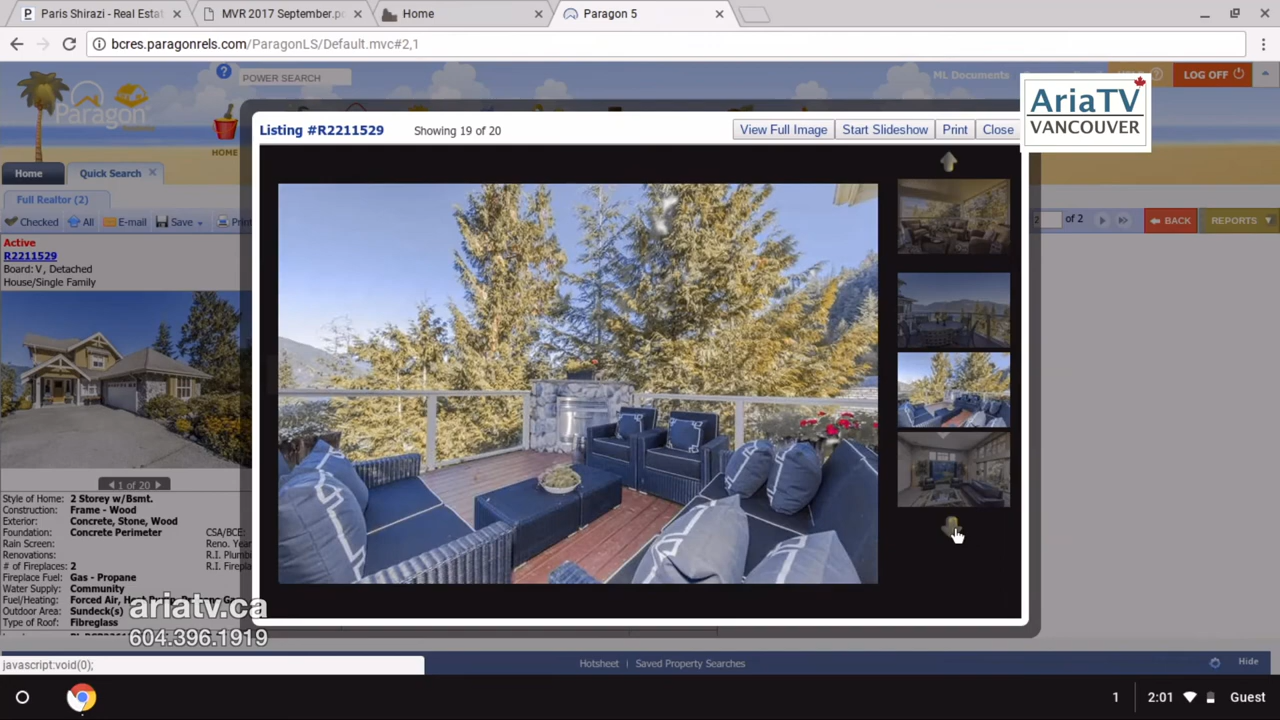 Paris Shirazi - Real Estat
MVR 2017 September.p
Home
Paragon 5
bcres.paragonrels.com/ParagonLS/Default.mvc#2,1
POWER SEARCH
ML Documents
LOG OFF
Paragon
HOME
AriaTV
VANCOUVER
Listing #R2211529
Showing 19 of 20
View Full Image
Start Slideshow
Print
Close
Home
Quick Search
Full Realtor (2)
Checked
All
E-mail
Save
Print
2
of 2
BACK
REPORTS
Active
R2211529
Board: V, Detached
House/Single Family
1 of 20
Style of Home: 2 Storey w/Bsmt.
Construction: Frame - Wood
Exterior: Concrete, Stone, Wood
Foundation: Concrete Perimeter CSA/BCE:
Rain Screen: Reno. Year
Renovations: R.I. Plumbi
# of Fireplaces: 2 R.I. Firepla
Fireplace Fuel: Gas - Propane
Water Supply: Community
Fuel/Heating: Forced Air,
Outdoor Area: Sundeck(s)
Type of Roof: Fibreglass
ariatv.ca
604.396.1919
javascript:void(0);
Hotsheet | Saved Property Searches
Hide
1
2:01
Guest